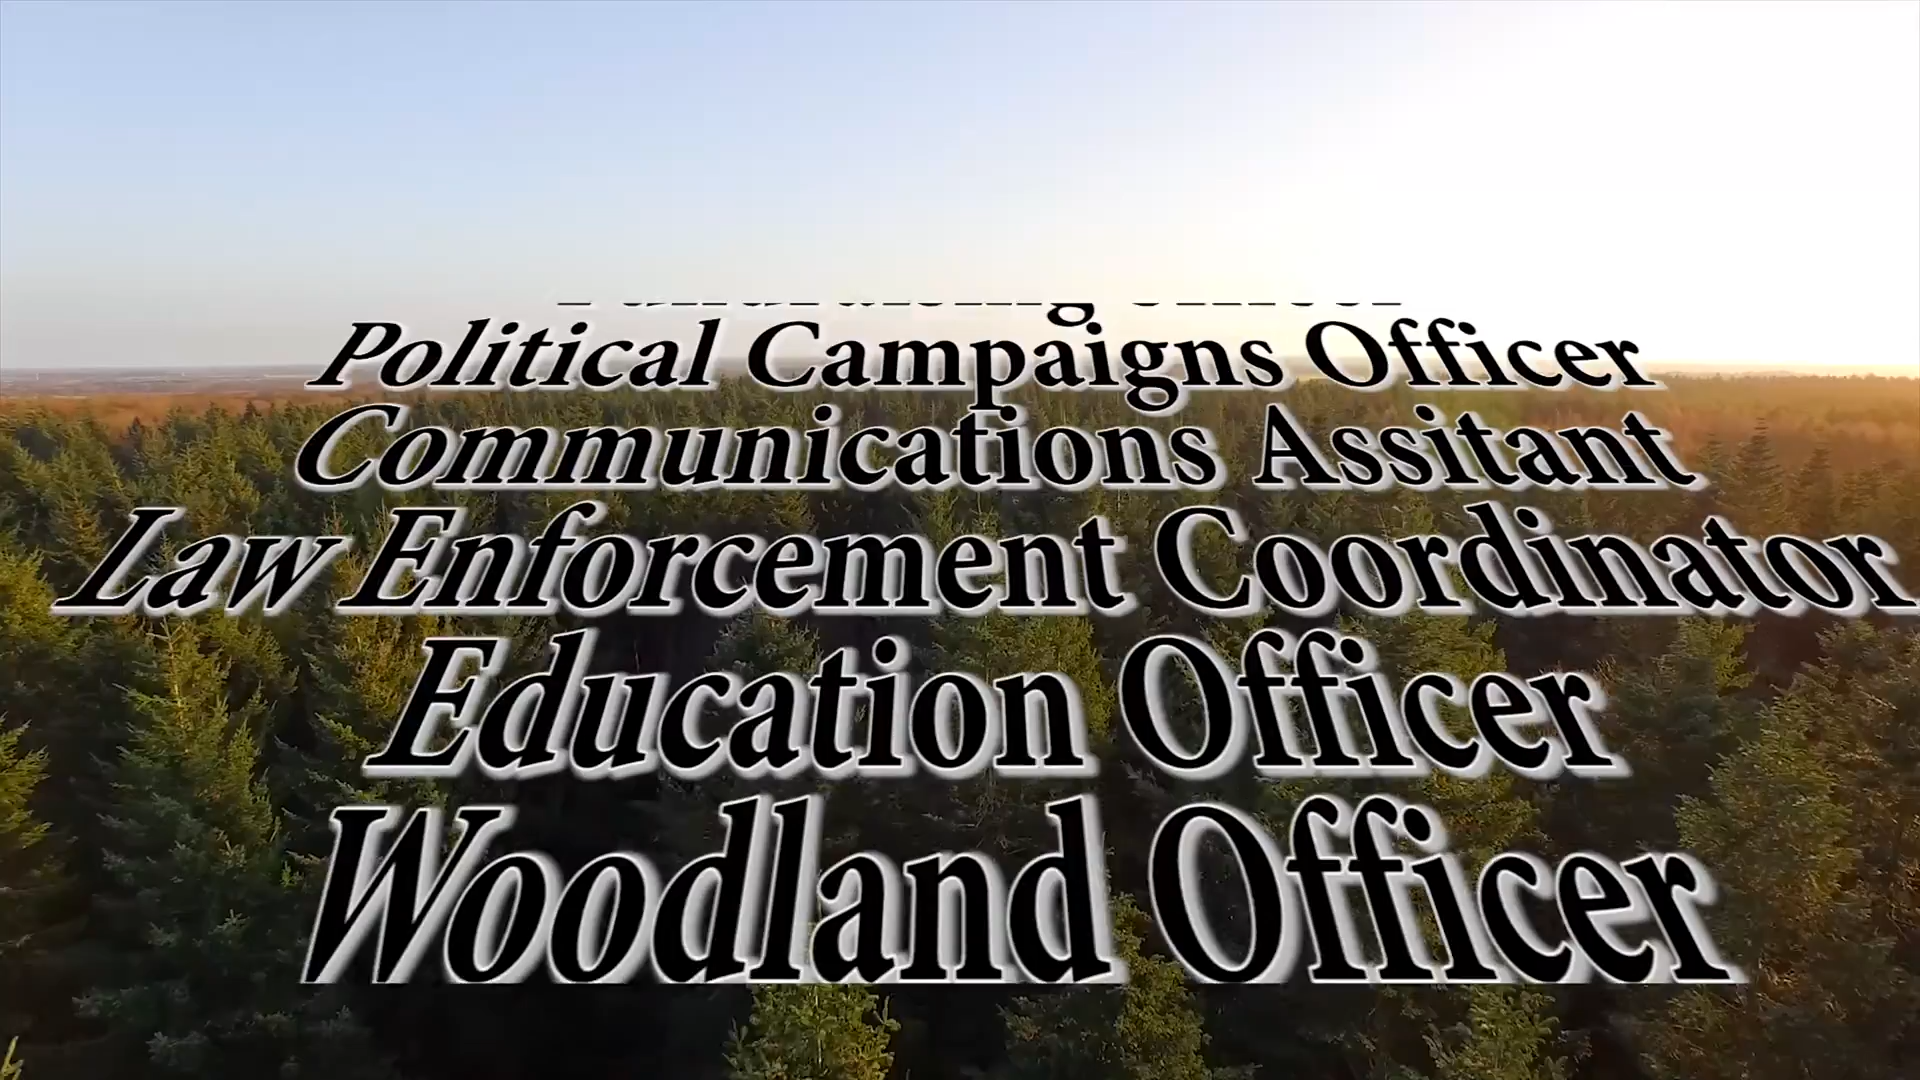 Political Campaigns Officer
Communications Assitant
Law Enforcement Coordinator
Education Officer
Woodland Officer